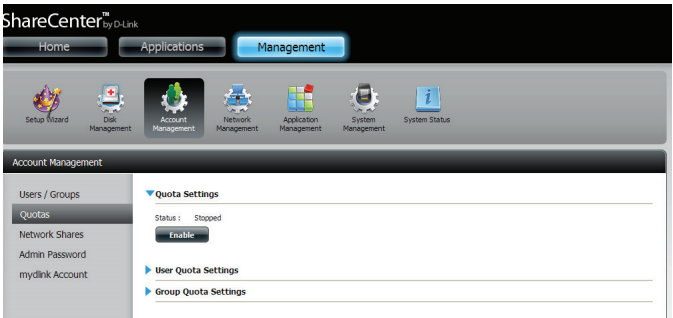 ShareCenter™ by D-Link
Home Applications Management
Setup Wizard Disk Management Account Management Network Management Application Management System Management System Status
Account Management
Users / Groups
Quotas
Network Shares
Admin Password
mydlink Account
Quota Settings
Status : Stopped
Enable
User Quota Settings
Group Quota Settings